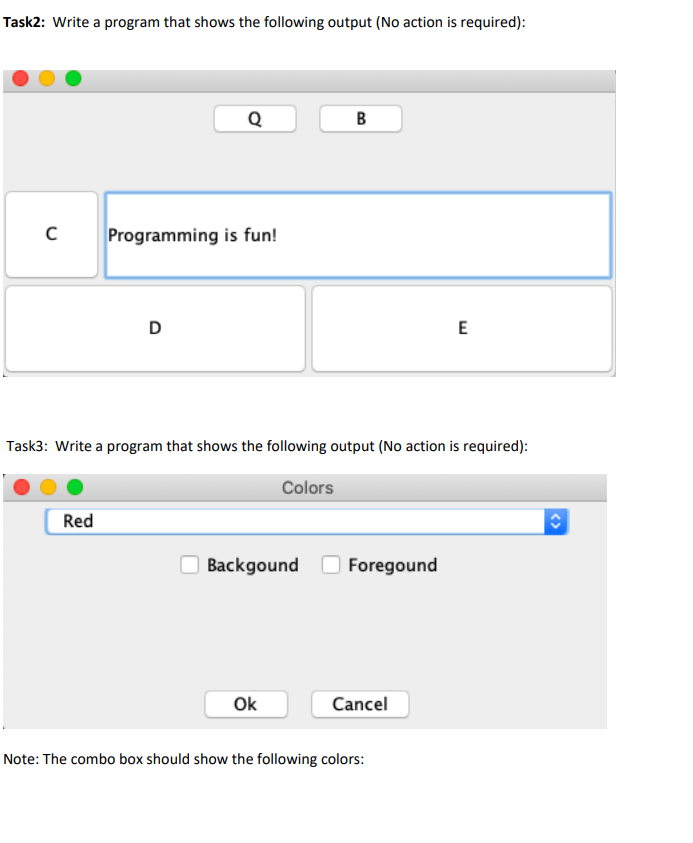 Task2: Write a program that shows the following output (No action is required):
Q B
C Programming is fun!
D E
Task3: Write a program that shows the following output (No action is required):
Colors
Red
Backgound Foregound
Ok Cancel
Note: The combo box should show the following colors: